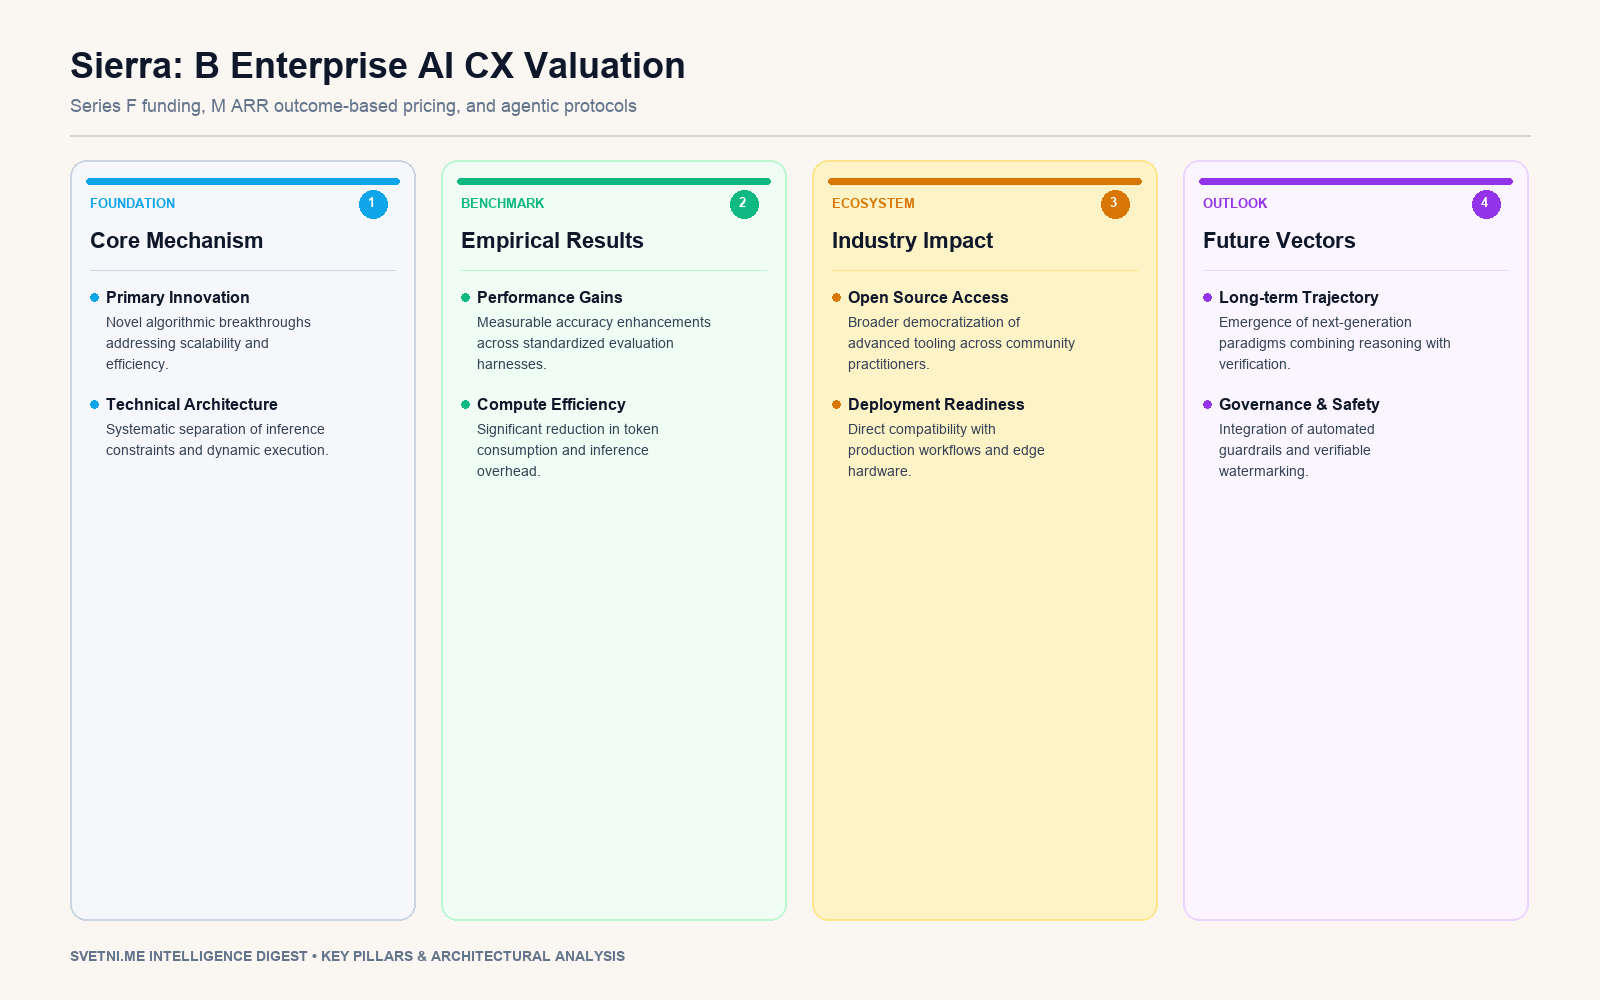 Sierra: B Enterprise AI CX Valuation
Series F funding, M ARR outcome-based pricing, and agentic protocols
FOUNDATION
1
Core Mechanism
Primary Innovation
Novel algorithmic breakthroughs
addressing scalability and
efficiency.
Technical Architecture
Systematic separation of inference
constraints and dynamic execution.
BENCHMARK
2
Empirical Results
Performance Gains
Measurable accuracy enhancements
across standardized evaluation
harnesses.
Compute Efficiency
Significant reduction in token
consumption and inference
overhead.
ECOSYSTEM
3
Industry Impact
Open Source Access
Broader democratization of
advanced tooling across community
practitioners.
Deployment Readiness
Direct compatibility with
production workflows and edge
hardware.
OUTLOOK
4
Future Vectors
Long-term Trajectory
Emergence of next-generation
paradigms combining reasoning with
verification.
Governance & Safety
Integration of automated
guardrails and verifiable
watermarking.
SVETNI.ME INTELLIGENCE DIGEST • KEY PILLARS & ARCHITECTURAL ANALYSIS